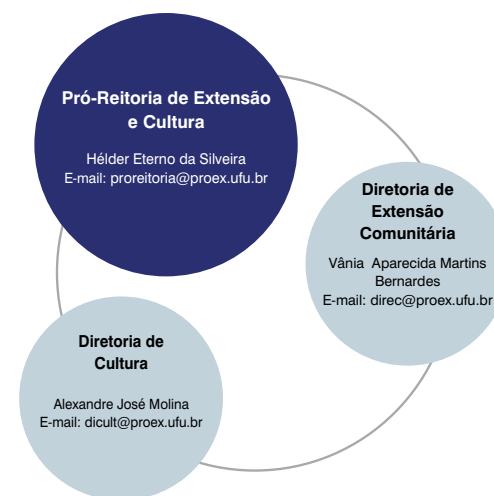 Pró-Reitoria de Extensão
e Cultura
Hélder Eterno da Silveira
E-mail: proreitoria@proex.ufu.br
Diretoria de
Extensão
Comunitária
Vânia Aparecida Martins
Bernardes
E-mail: direc@proex.ufu.br
Diretoria de
Cultura
Alexandre José Molina
E-mail: dicult@proex.ufu.br